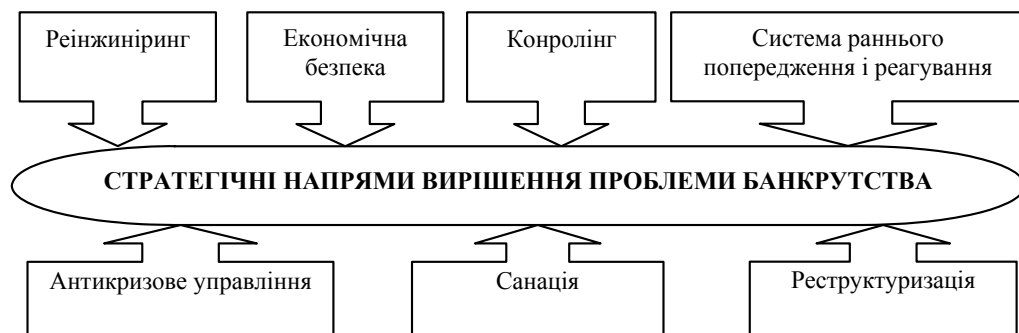 Реінжиніринг
Економічна
безпека
Конролінг
Система раннього
попередження і реагування
СТРАТЕГІЧНІ НАПРЯМИ ВИРІШЕННЯ ПРОБЛЕМИ БАНКРУТСТВА
Антикризове управління
Санація
Реструктуризація